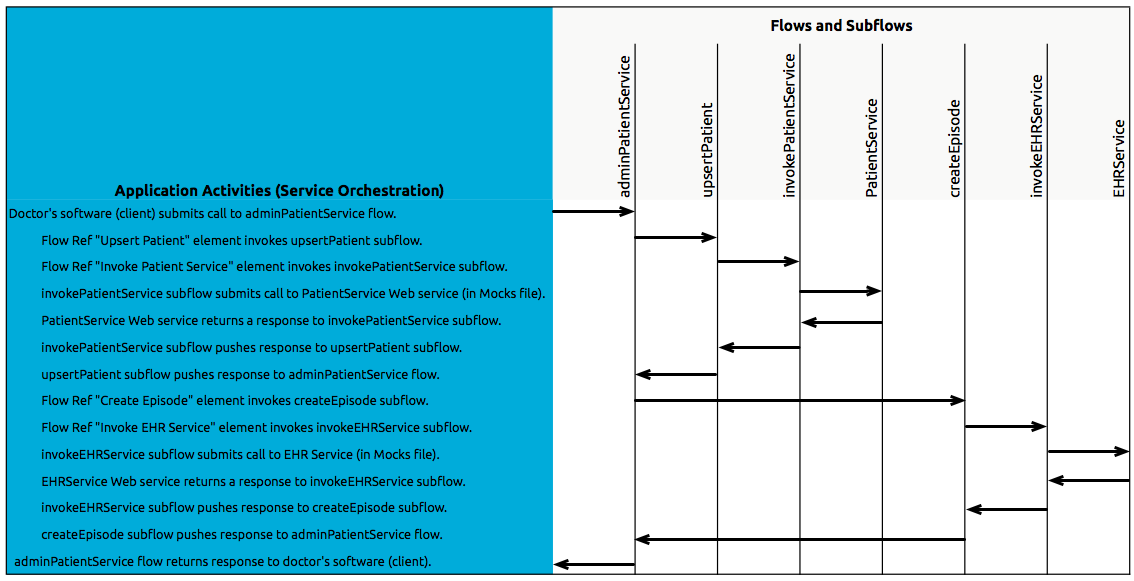 Flows and Subflows
adminPatientService
upsertPatient
invokePatientService
PatientService
createEpisode
invokeEHRService
EHRService
Application Activities (Service Orchestration)
Doctor's software (client) submits call to adminPatientService flow.
Flow Ref "Upsert Patient" element invokes upsertPatient subflow.
Flow Ref "Invoke Patient Service" element invokes invokePatientService subflow.
invokePatientService subflow submits call to PatientService Web service (in Mocks file).
PatientService Web service returns a response to invokePatientService subflow.
invokePatientService subflow pushes response to upsertPatient subflow.
upsertPatient subflow pushes response to adminPatientService flow.
Flow Ref "Create Episode" element invokes createEpisode subflow.
Flow Ref "Invoke EHR Service" element invokes invokeEHRService subflow.
invokeEHRService subflow submits call to EHR Service (in Mocks file).
EHRService Web service returns a response to invokeEHRService subflow.
invokeEHRService subflow pushes response to createEpisode subflow.
createEpisode subflow pushes response to adminPatientService flow.
adminPatientService flow returns response to doctor's software (client).